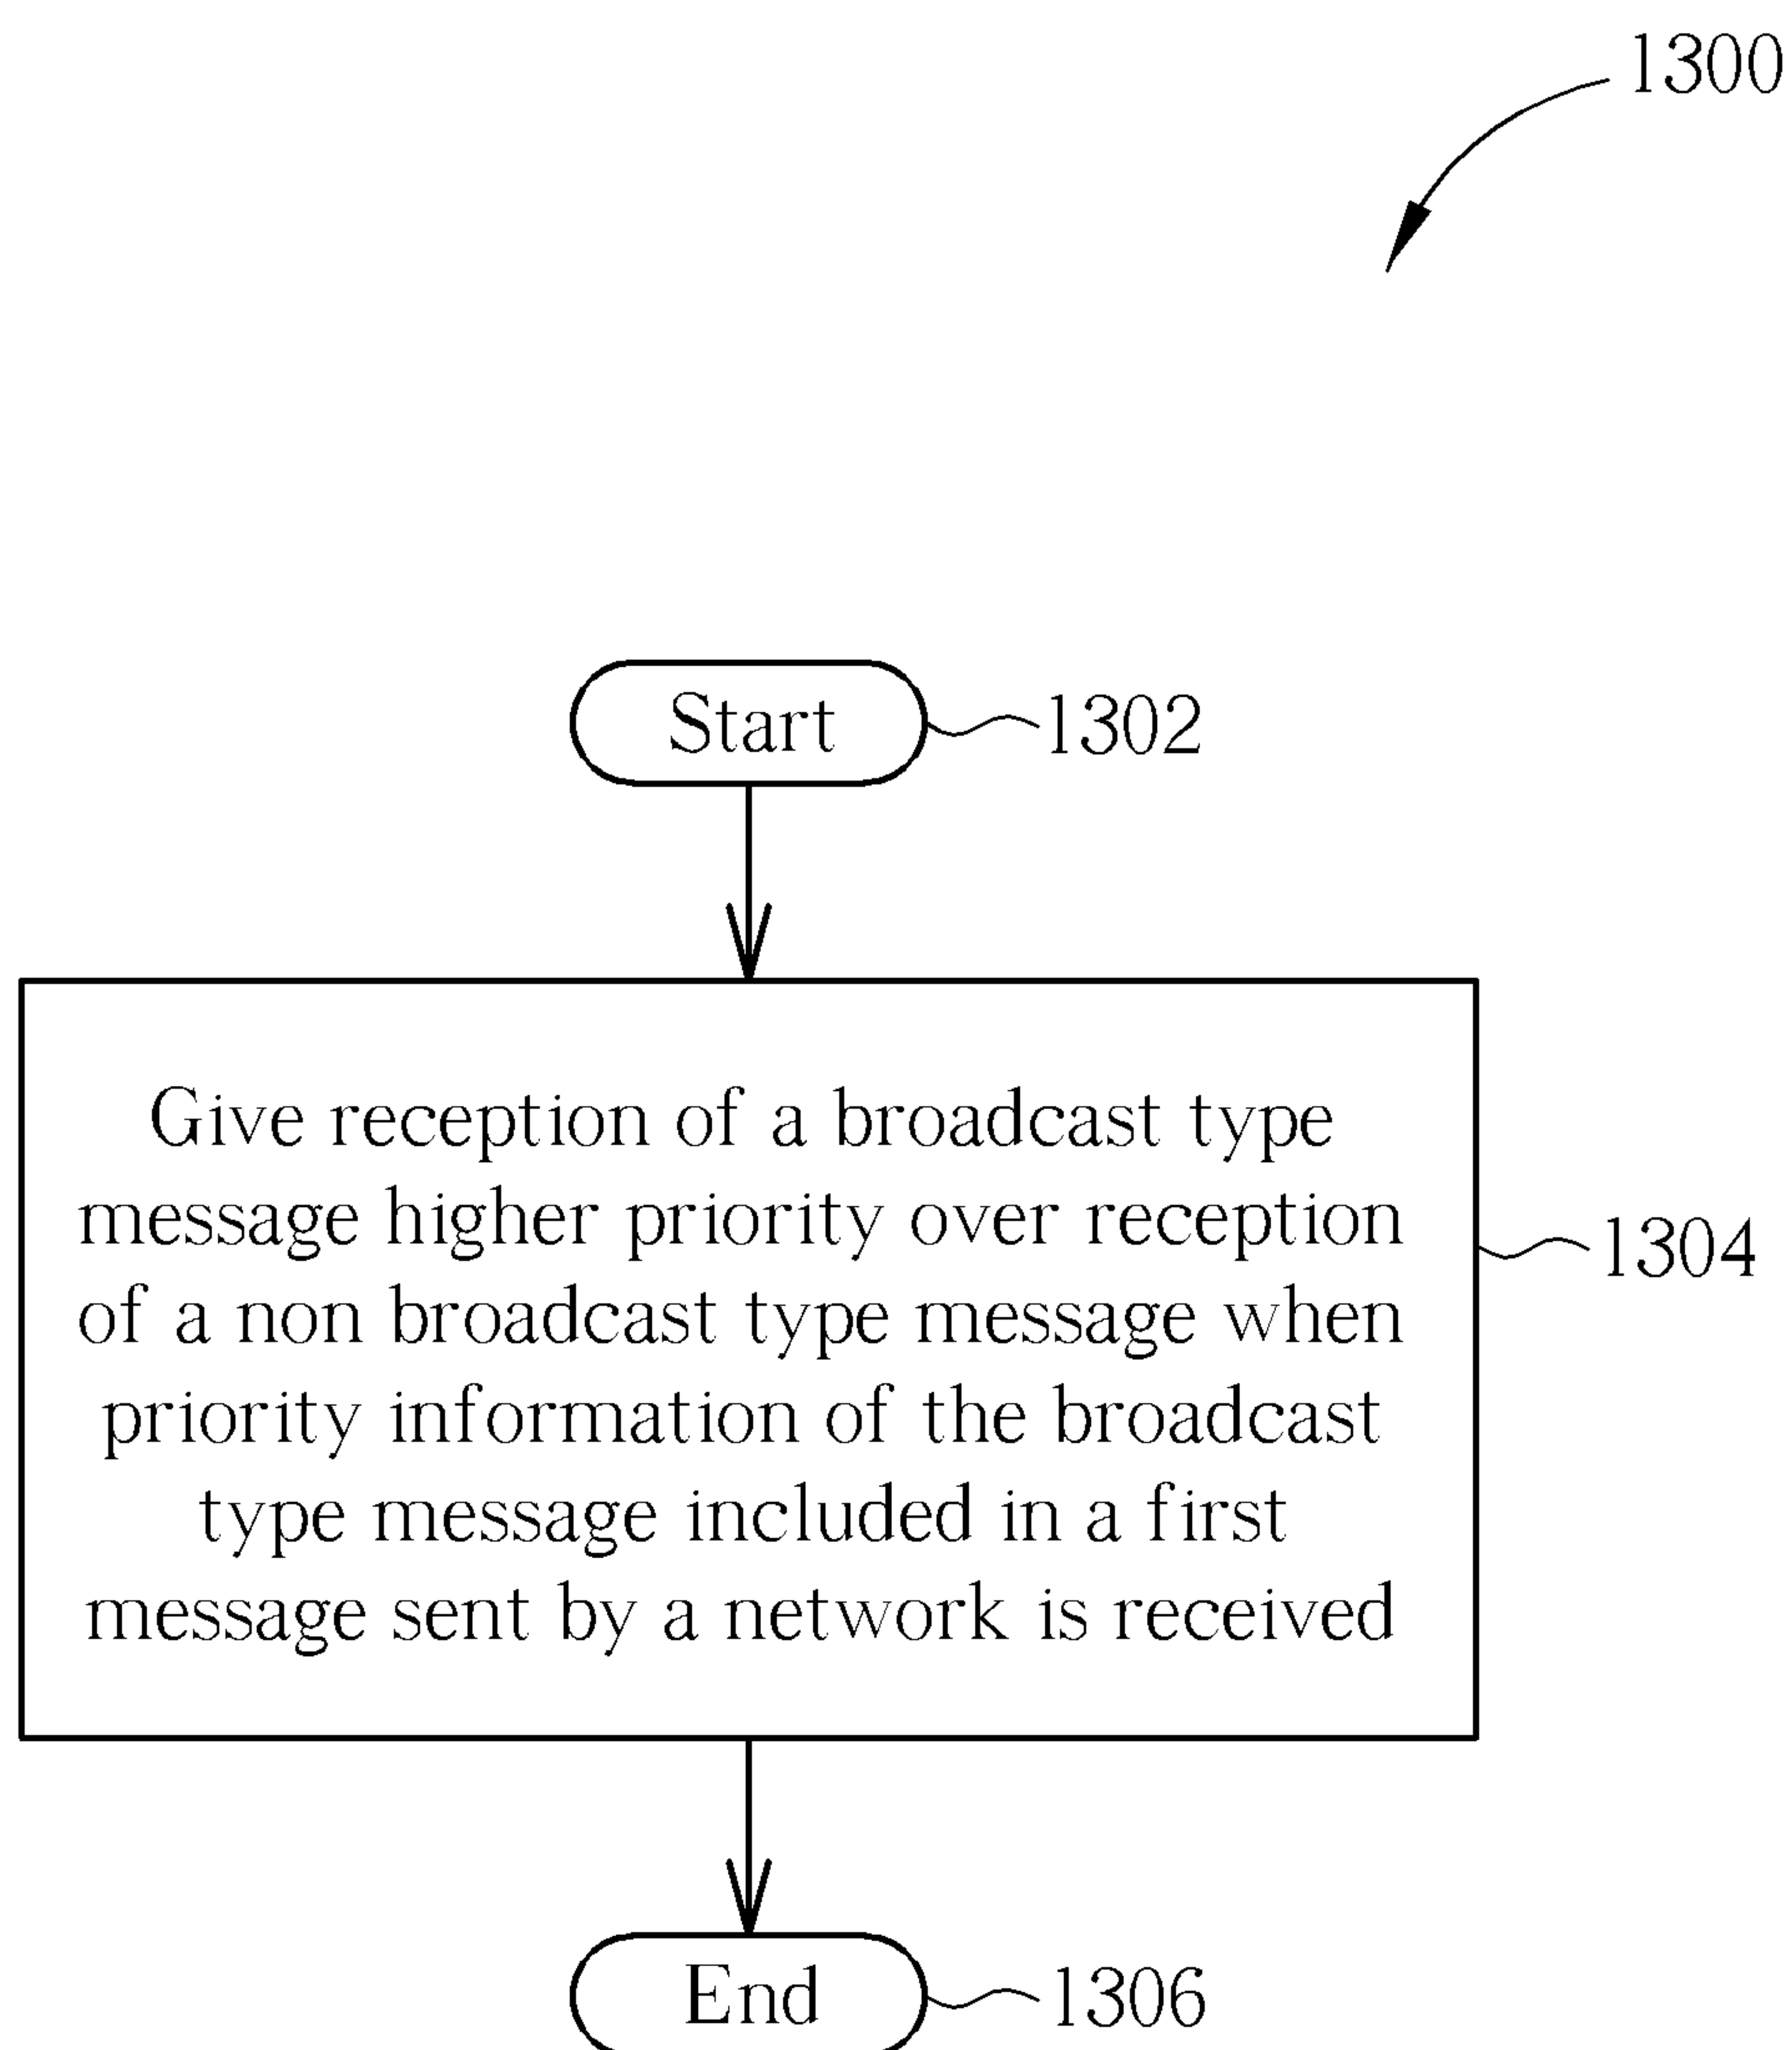 1300
Start
1302
Give reception of a broadcast type
message higher priority over reception
of a non broadcast type message when
priority information of the broadcast
type message included in a first
message sent by a network is received
1304
End
1306